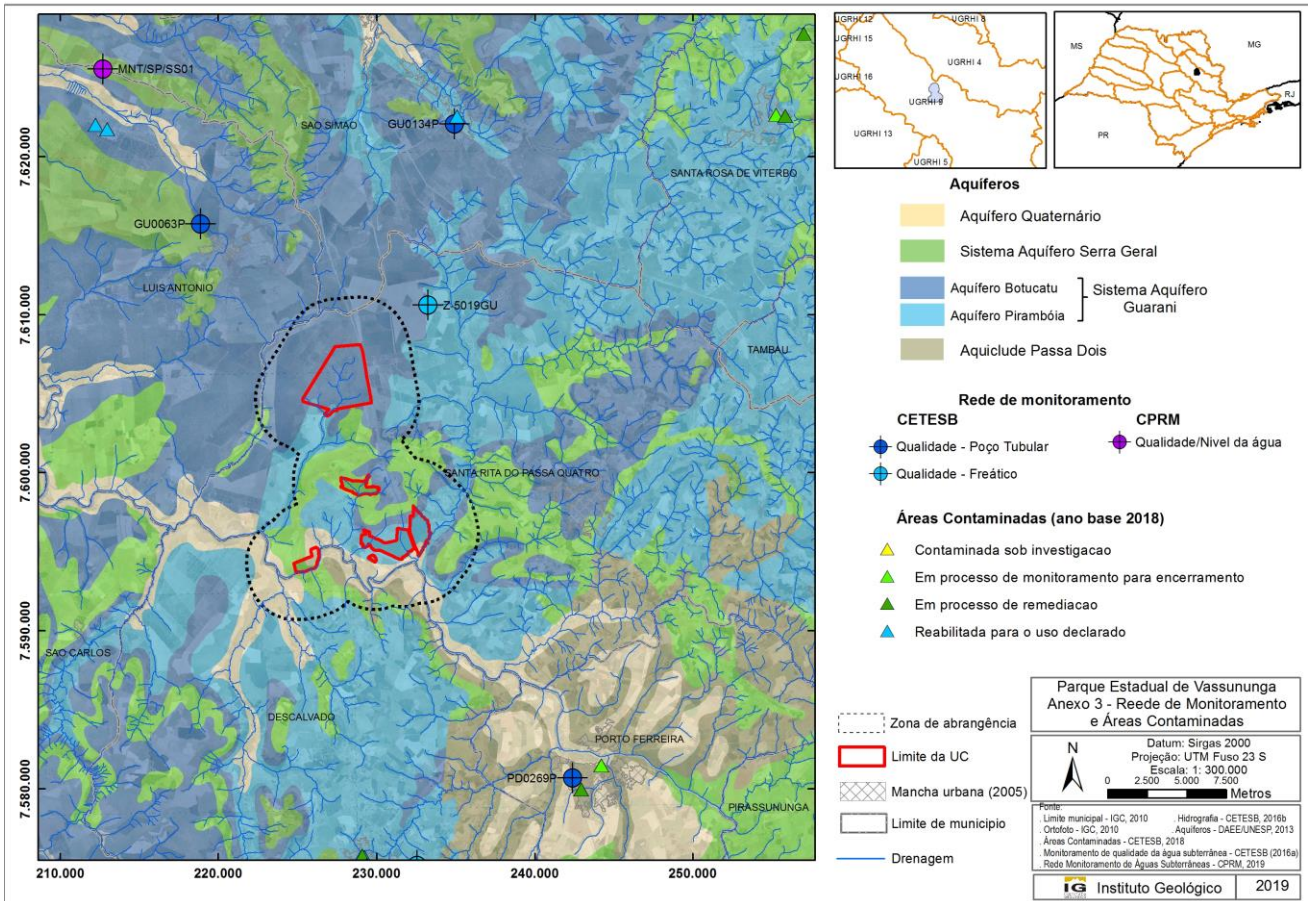 7.620.000
7.610.000
7.600.000
7.590.000
7.580.000
210.000
220.000
230.000
240.000
250.000
MNT/SP/SS01
SAO SIMÃO
GU0134P
SANTA ROSA DE VITERBO
GU0063P
LUIS ANTONIO
Z-5019GU
TAMBAU
SANTA RITA DO PASSA QUATRO
SAO CARLOS
DESCALVADO
PORTO FERREIRA
PD0269P
PIRASSUNUNGA
UGRHI 12
UGRHI 8
UGRHI 15
UGRHI 4
UGRHI 16
UGRHI 9
UGRHI 13
UGRHI 5
MS
MG
RJ
PR
Aquíferos
Aquífero Quaternário
Sistema Aquífero Serra Geral
Aquífero Botucatu
Aquífero Pirambóia
Sistema Aquífero
Guarani
Aquiclude Passa Dois
Rede de monitoramento
CETESB
Qualidade - Poço Tubular
Qualidade - Freático
CPRM
Qualidade/Nivel da água
Áreas Contaminadas (ano base 2018)
Contaminada sob investigacao
Em processo de monitoramento para encerramento
Em processo de remediacao
Reabilitada para o uso declarado
Zona de abrangência
Limite da UC
Mancha urbana (2005)
Limite de municipio
Drenagem
Parque Estadual de Vassununga
Anexo 3 - Reede de Monitoramento
e Áreas Contaminadas
N
Datum: Sirgas 2000
Projeção: UTM Fuso 23 S
Escala: 1: 300.000
0 2.500 5.000 7.500
Metros
Fonte:
. Limite municipal - IGC, 2010 . Hidrografia - CETESB, 2016b
. Ortofoto - IGC, 2010 . Aquíferos - DAEE/UNESP, 2013
. Áreas Contaminadas - CETESB, 2018
. Monitoramento de qualidade da água subterrânea - CETESB (2016a)
. Rede Monitoramento de Águas Subterrâneas - CPRM, 2019
IG Instituto Geológico 2019